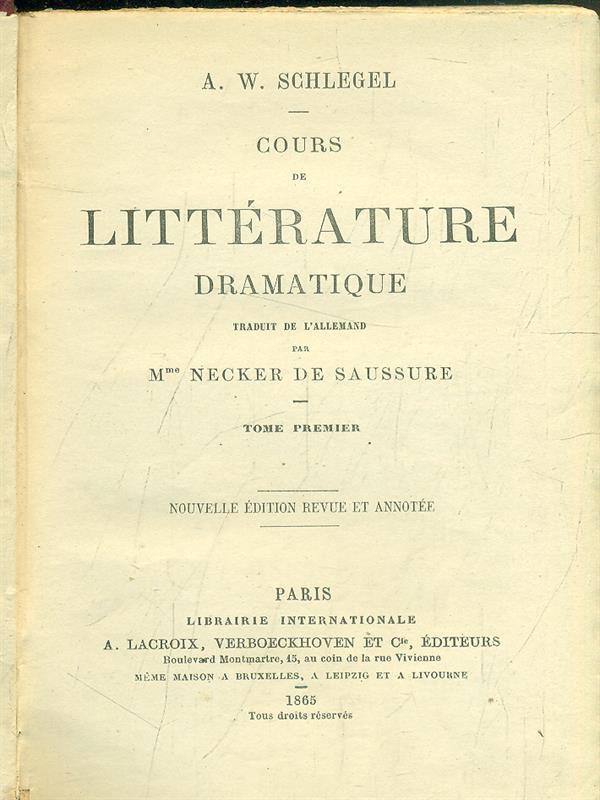 A. W. SCHLEGEL
COURS
DE
LITTÉRATURE
DRAMATIQUE
TRADUIT DE L'ALLEMAND
PAR
Mme NECKER DE SAUSSURE
TOME PREMIER
NOUVELLE ÉDITION REVUE ET ANNOTÉE
PARIS
LIBRAIRIE INTERNATIONALE
A. LACROIX, VERBOECKHOVEN ET Cie, ÉDITEURS
Boulevard Montmartre, 15, au coin de la rue Vivienne
MÊME MAISON A BRUXELLES, A LEIPZIG ET A LIVOURNE
1865
Tous droits réservés